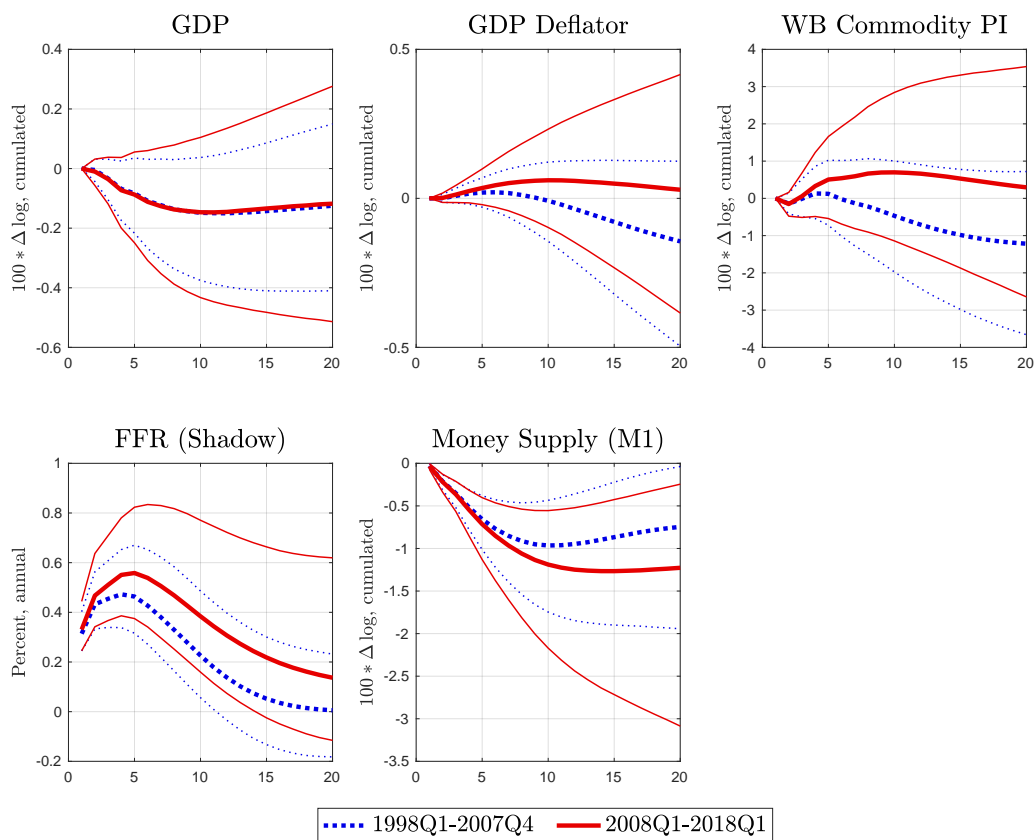 GDP
GDP Deflator
WB Commodity PI
100 * Δ log, cumulated
0.4
0.2
0
-0.2
-0.4
-0.6
0 5 10 15 20
100 * Δ log, cumulated
0.5
0
-0.5
0 5 10 15 20
100 * Δ log, cumulated
4
3
2
1
0
-1
-2
-3
-4
0 5 10 15 20
FFR (Shadow)
Money Supply (M1)
Percent, annual
1
0.8
0.6
0.4
0.2
0
-0.2
0 5 10 15 20
100 * Δ log, cumulated
0
-0.5
-1
-1.5
-2
-2.5
-3
-3.5
0 5 10 15 20
1998Q1-2007Q4 2008Q1-2018Q1